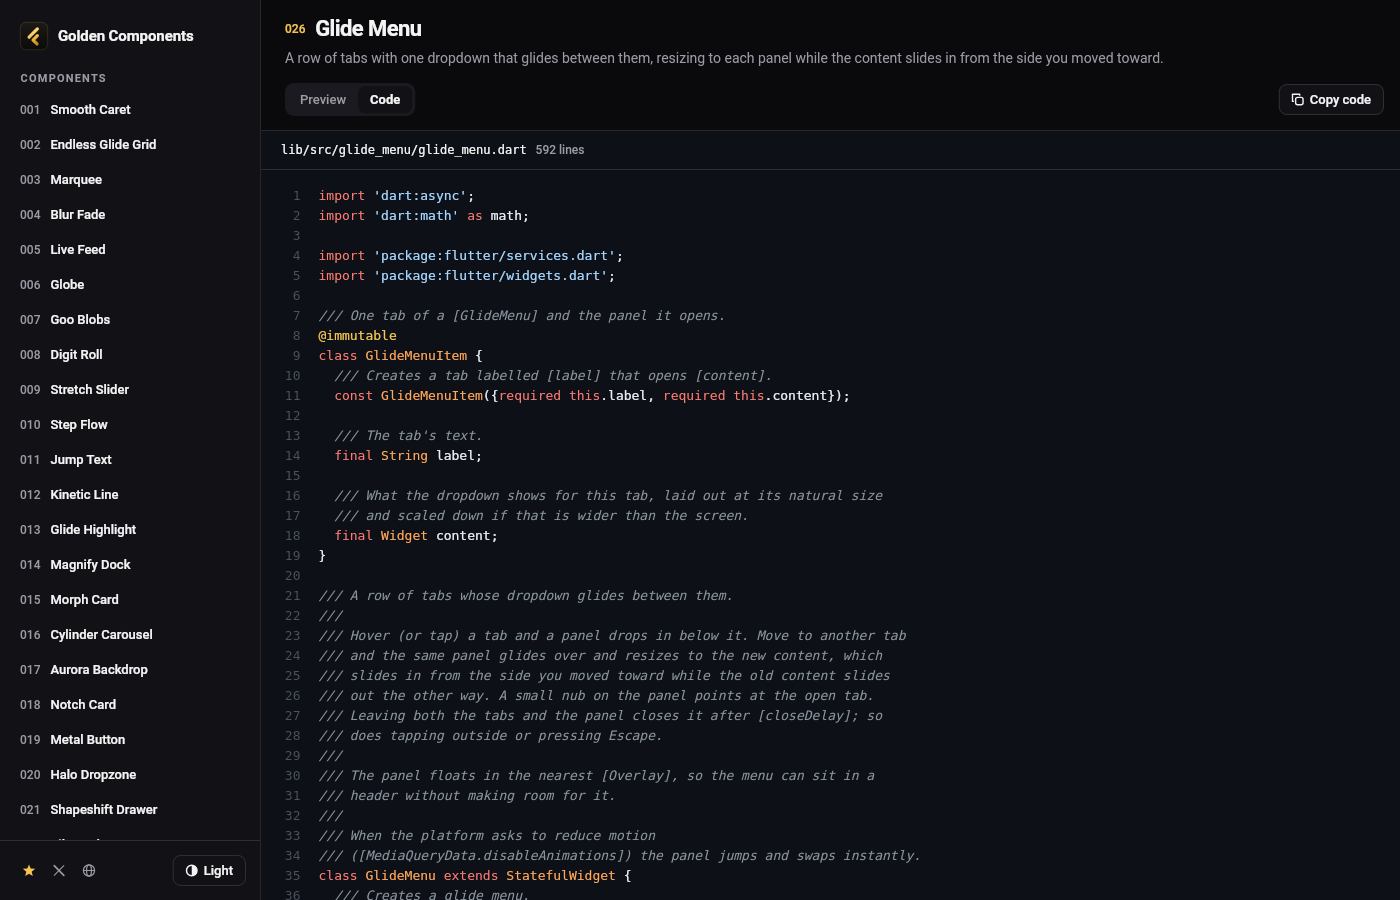 Golden Components
COMPONENTS
001 Smooth Caret
002 Endless Glide Grid
003 Marquee
004 Blur Fade
005 Live Feed
006 Globe
007 Goo Blobs
008 Digit Roll
009 Stretch Slider
010 Step Flow
011 Jump Text
012 Kinetic Line
013 Glide Highlight
014 Magnify Dock
015 Morph Card
016 Cylinder Carousel
017 Aurora Backdrop
018 Notch Card
019 Metal Button
020 Halo Dropzone
021 Shapeshift Drawer
Light
026 Glide Menu
A row of tabs with one dropdown that glides between them, resizing to each panel while the content slides in from the side you moved toward.
Preview Code
Copy code
lib/src/glide_menu/glide_menu.dart 592 lines
1 import 'dart:async';
2 import 'dart:math' as math;
3
4 import 'package:flutter/services.dart';
5 import 'package:flutter/widgets.dart';
6
7 /// One tab of a [GlideMenu] and the panel it opens.
8 @immutable
9 class GlideMenuItem {
10 /// Creates a tab labelled [label] that opens [content].
11 const GlideMenuItem({required this.label, required this.content});
12
13 /// The tab's text.
14 final String label;
15
16 /// What the dropdown shows for this tab, laid out at its natural size
17 /// and scaled down if that is wider than the screen.
18 final Widget content;
19 }
20
21 /// A row of tabs whose dropdown glides between them.
22 ///
23 /// Hover (or tap) a tab and a panel drops in below it. Move to another tab
24 /// and the same panel glides over and resizes to the new content, which
25 /// slides in from the side you moved toward while the old content slides
26 /// out the other way. A small nub on the panel points at the open tab.
27 /// Leaving both the tabs and the panel closes it after [closeDelay]; so
28 /// does tapping outside or pressing Escape.
29 ///
30 /// The panel floats in the nearest [Overlay], so the menu can sit in a
31 /// header without making room for it.
32 ///
33 /// When the platform asks to reduce motion
34 /// ([MediaQueryData.disableAnimations]) the panel jumps and swaps instantly.
35 class GlideMenu extends StatefulWidget {
36 /// Creates a glide menu.